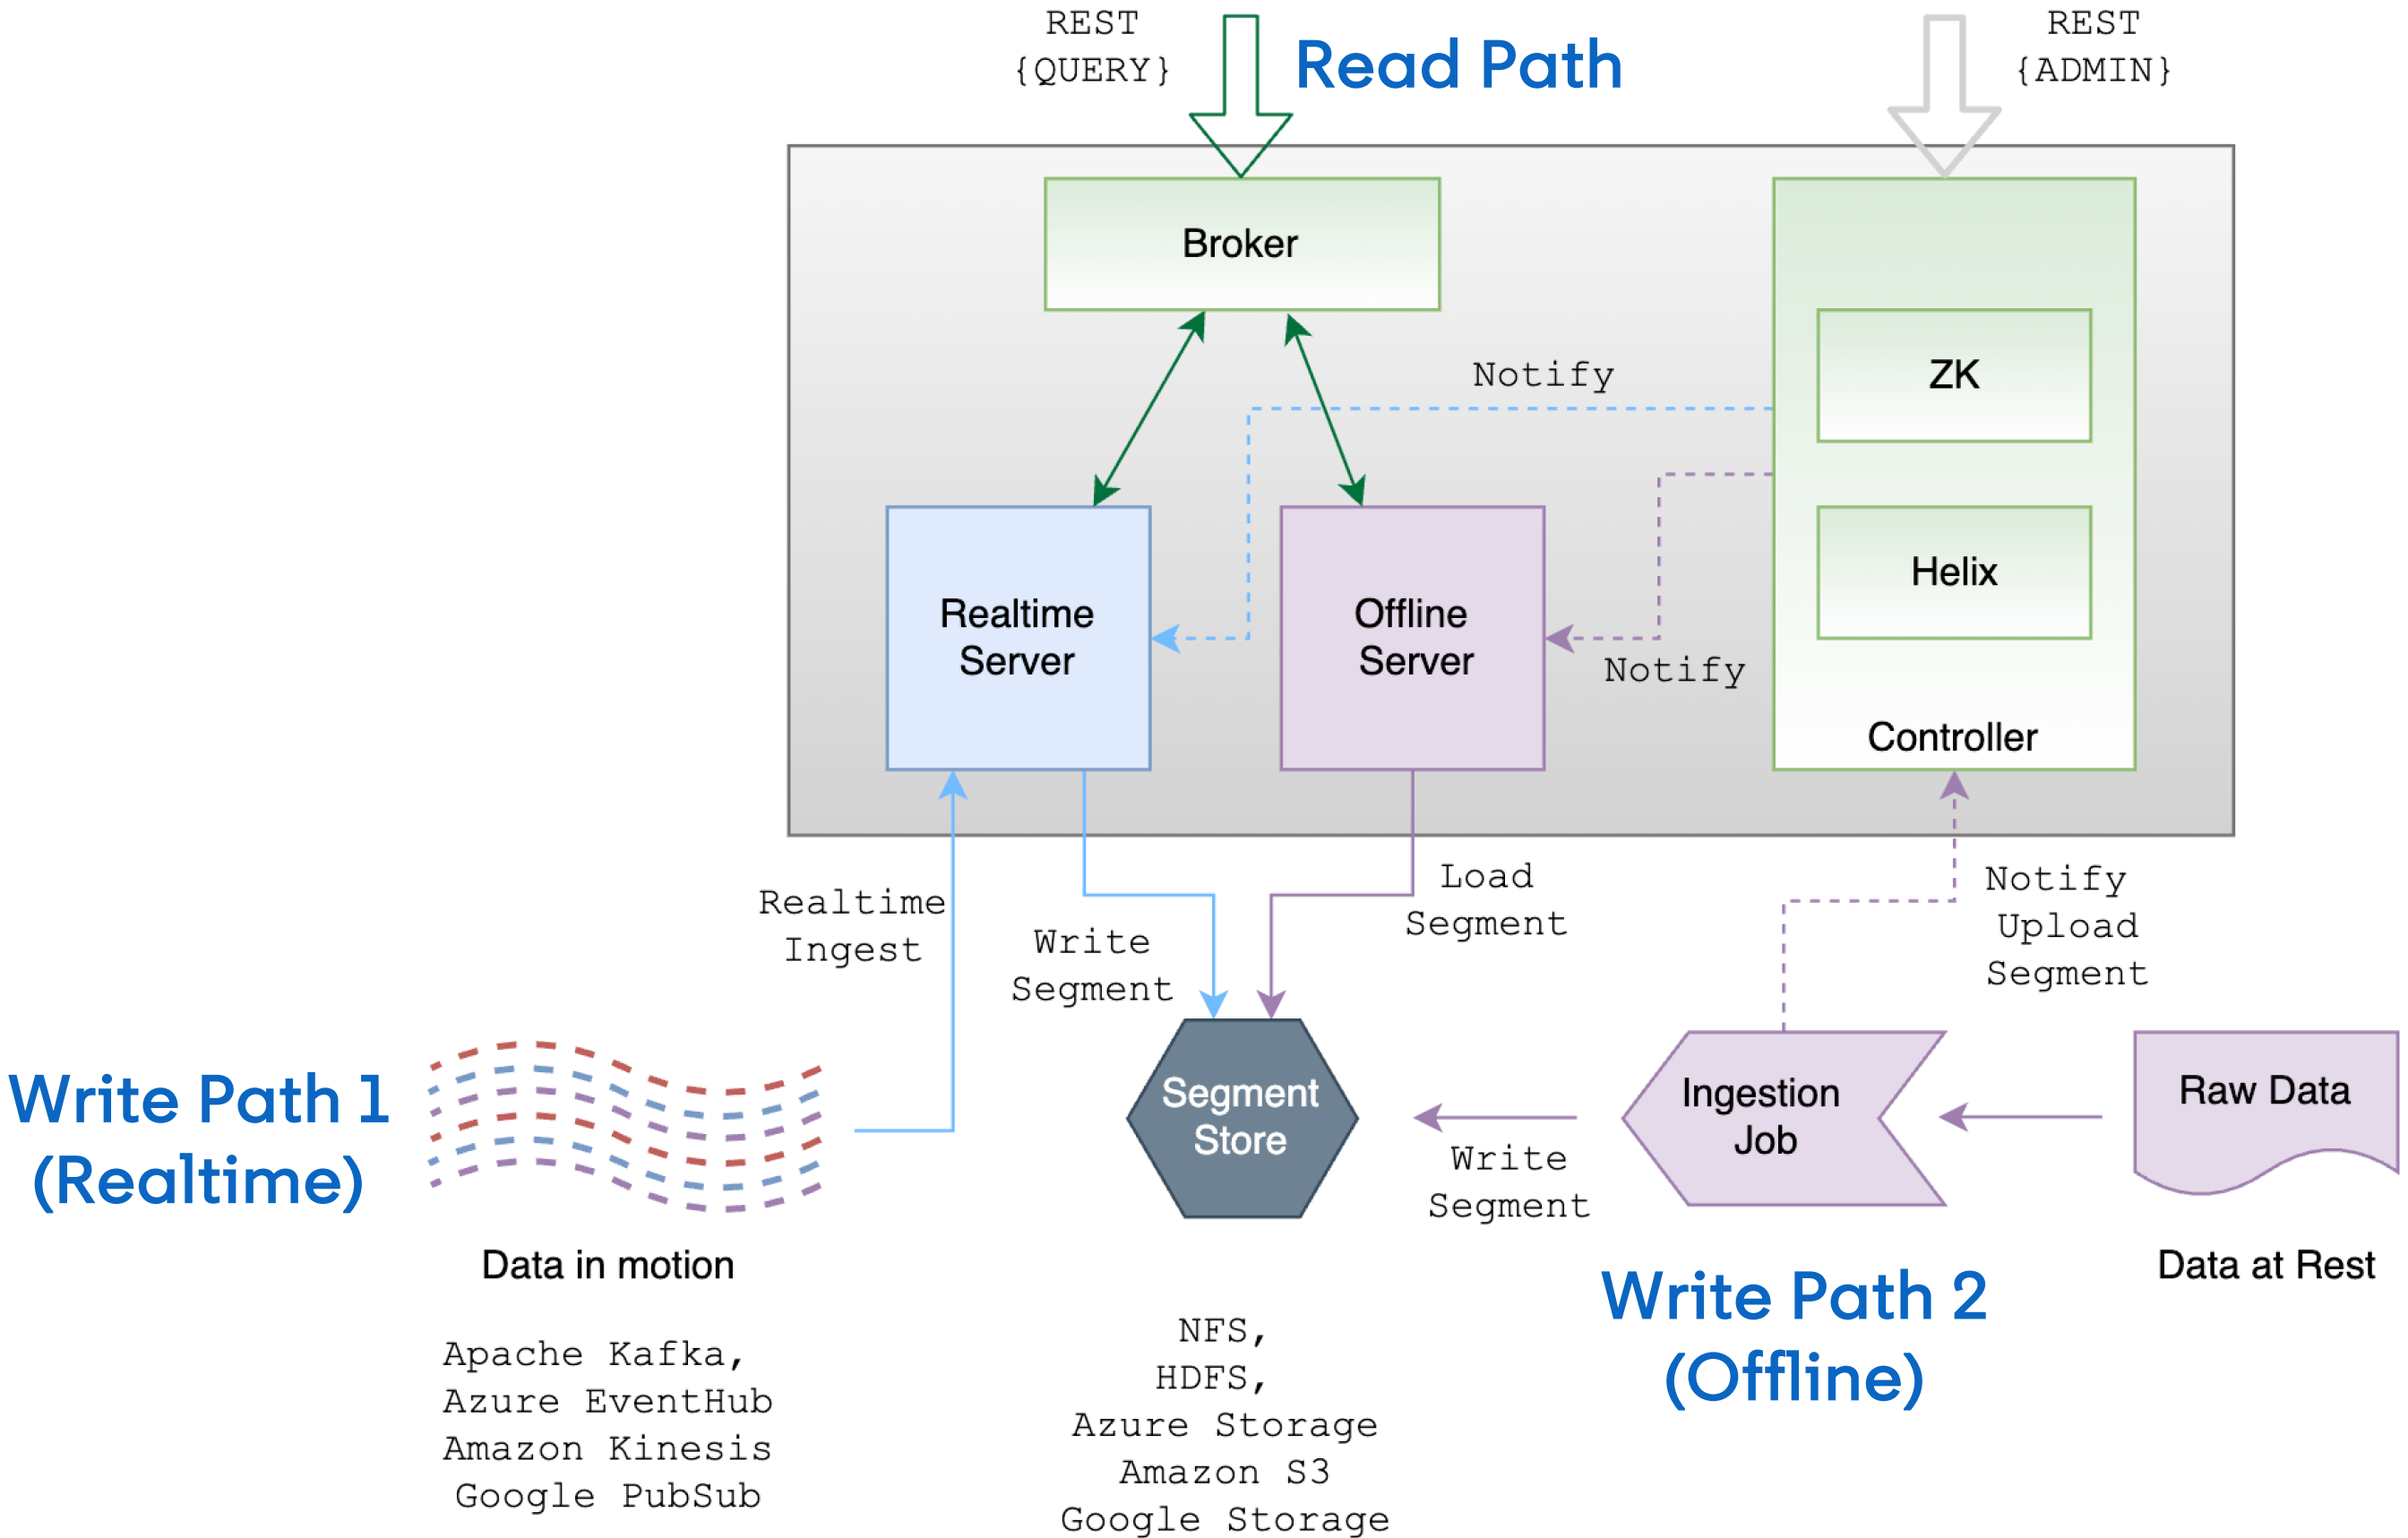 REST
{QUERY}
Read Path
REST
{ADMIN}
Broker
ZK
Notify
Helix
Realtime
Server
Offline
Server
Notify
Controller
Realtime
Ingest
Write
Segment
Load
Segment
Notify
Upload
Segment
Write Path 1
(Realtime)
Segment
Store
Ingestion
Job
Raw Data
Write
Segment
Data in motion
Write Path 2
(Offline)
Data at Rest
Apache Kafka,
Azure EventHub
Amazon Kinesis
Google PubSub
NFS,
HDFS,
Azure Storage
Amazon S3
Google Storage